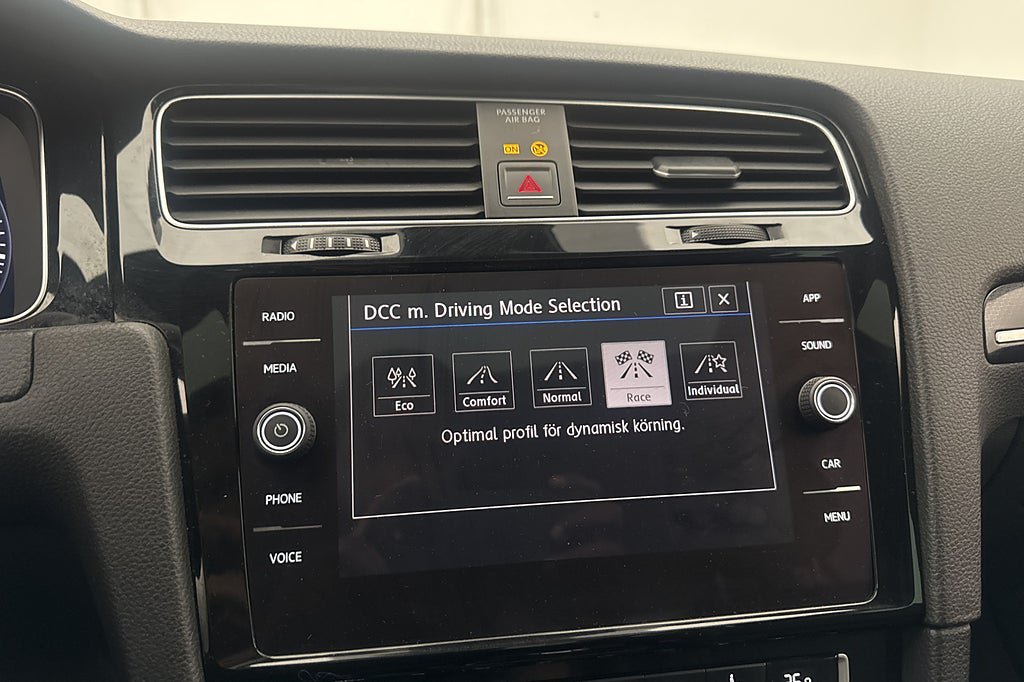 PASSENGER
AIR BAG
ON
RADIO
MEDIA
PHONE
VOICE
DCC m. Driving Mode Selection
i
Eco
Comfort
Normal
Race
Individual
Optimal profil för dynamisk körning.
APP
SOUND
CAR
MENU